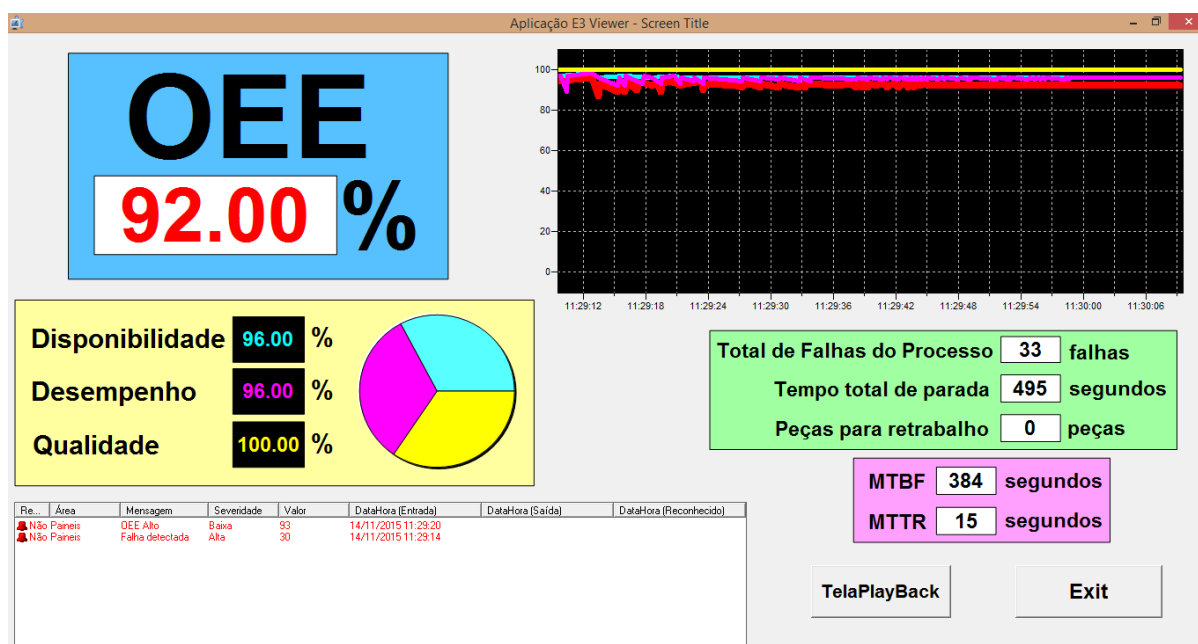 Aplicação E3 Viewer - Screen Title
OEE
92.00 %
100
80
60
40
20
0
11:29:12 11:29:18 11:29:24 11:29:30 11:29:36 11:29:42 11:29:48 11:29:54 11:30:00 11:30:06
Disponibilidade 96.00 %
Desempenho 96.00 %
Qualidade 100.00 %
Total de Falhas do Processo 33 falhas
Tempo total de parada 495 segundos
Peças para retrabalho 0 peças
MTBF 384 segundos
MTTR 15 segundos
Re... Área Mensagem Severidade Valor DataHora (Entrada) DataHora (Saída) DataHora (Reconhecido)
Não Paineis OEE Alto Baixa 93 14/11/2015 11:29:20
Não Paineis Falha detectada Alta 30 14/11/2015 11:29:14
TelaPlayBack Exit